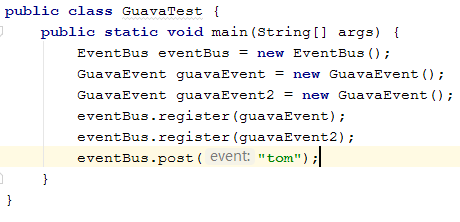 public class GuavaTest {
    public static void main(String[] args) {
        EventBus eventBus = new EventBus();
        GuavaEvent guavaEvent = new GuavaEvent();
        GuavaEvent guavaEvent2 = new GuavaEvent();
        eventBus.register(guavaEvent);
        eventBus.register(guavaEvent2);
        eventBus.post( event: "tom");
    }
}